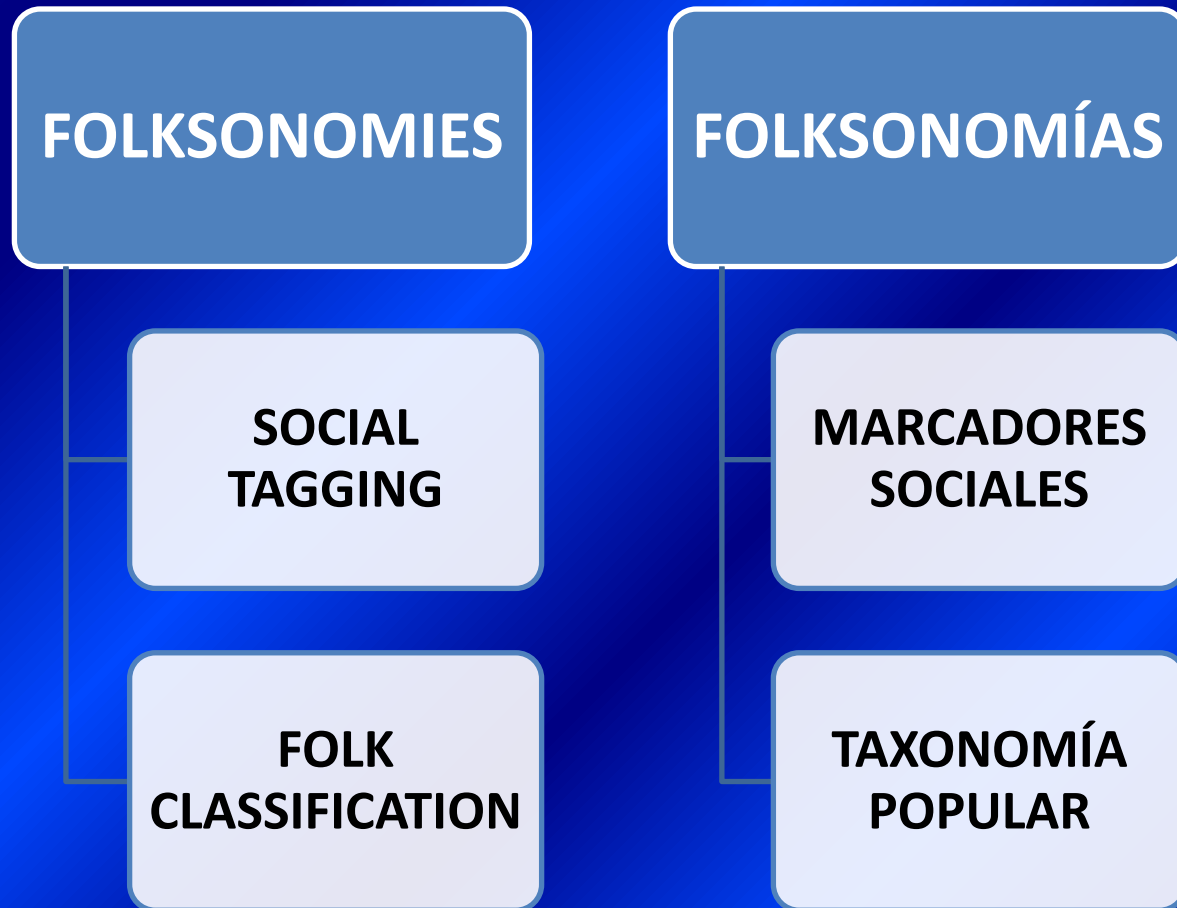 FOLKSONOMIES
SOCIAL
TAGGING
FOLK
CLASSIFICATION
FOLKSONOMÍAS
MARCADORES
SOCIALES
TAXONOMÍA
POPULAR